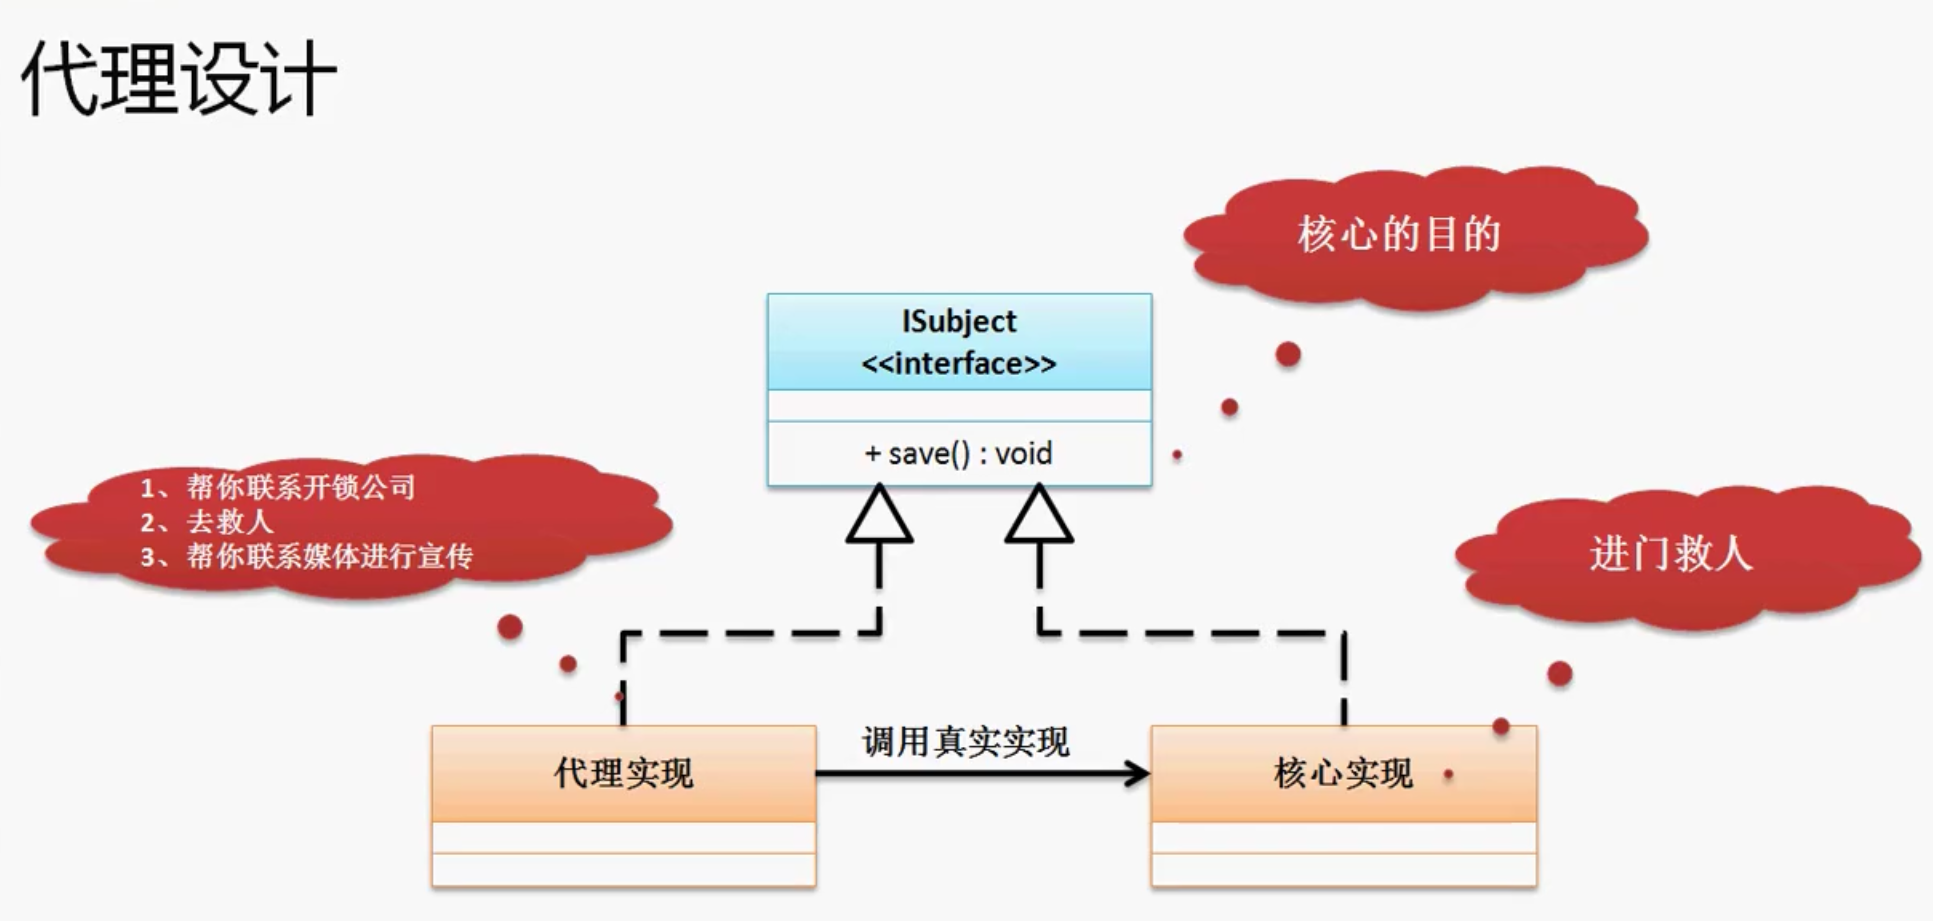 代理设计
核心的目的
ISubject
<<interface>>
+ save() : void
1、帮你联系开锁公司
2、去救人
3、帮你联系媒体进行宣传
进门救人
代理实现
调用真实实现
核心实现